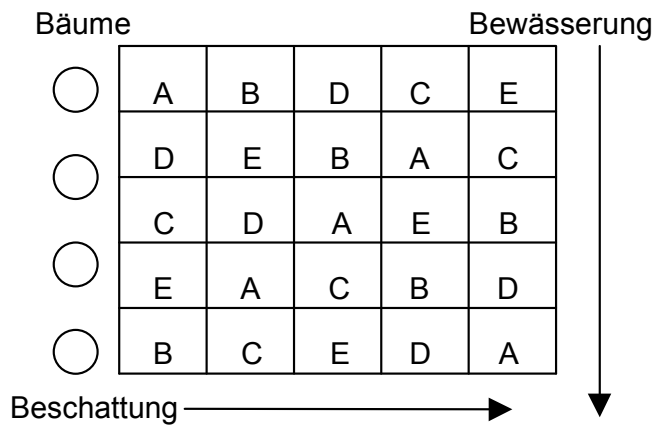 Bäume Bewässerung
A B D C E
D E B A C
C D A E B
E A C B D
B C E D A
Beschattung